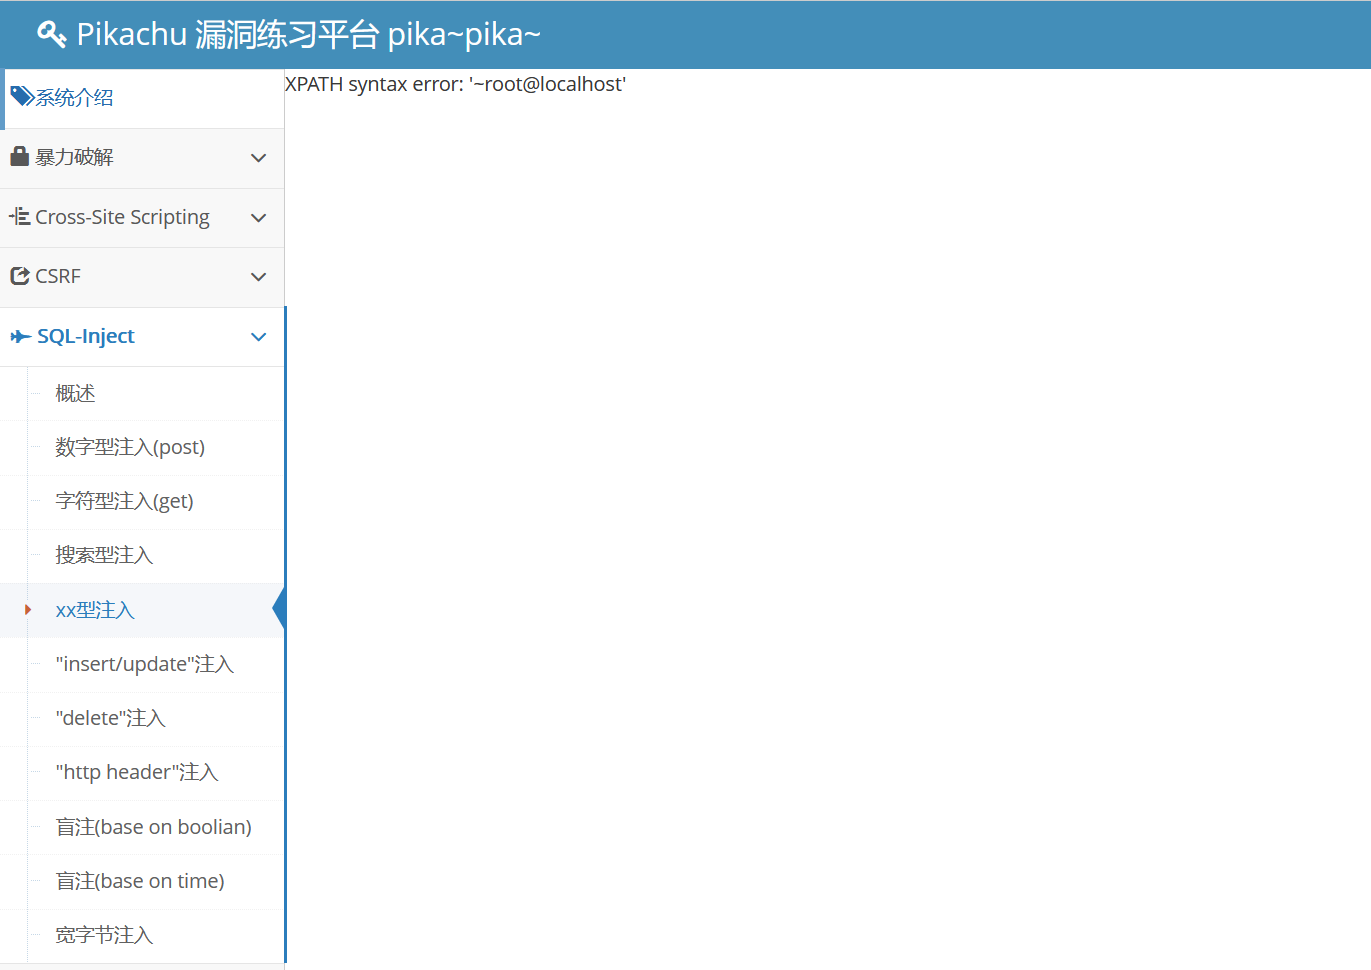 Pikachu 漏洞练习平台 pika~pika~
系统介绍
XPATH syntax error: '~root@localhost'
暴力破解
Cross-Site Scripting
CSRF
SQL-Inject
概述
数字型注入(post)
字符型注入(get)
搜索型注入
xx型注入
"insert/update"注入
"delete"注入
"http header"注入
盲注(base on boolian)
盲注(base on time)
宽字节注入